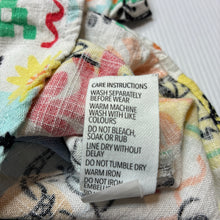 CARE INSTRUCTIONS
WASH SEPARATELY
BEFORE WEAR
WARM MACHINE
WASH WITH LIKE
COLOURS
DO NOT BLEACH,
SOAK OR RUB
LINE DRY WITHOUT
DELAY
DO NOT TUMBLE DRY
WARM IRON
DO NOT IRON